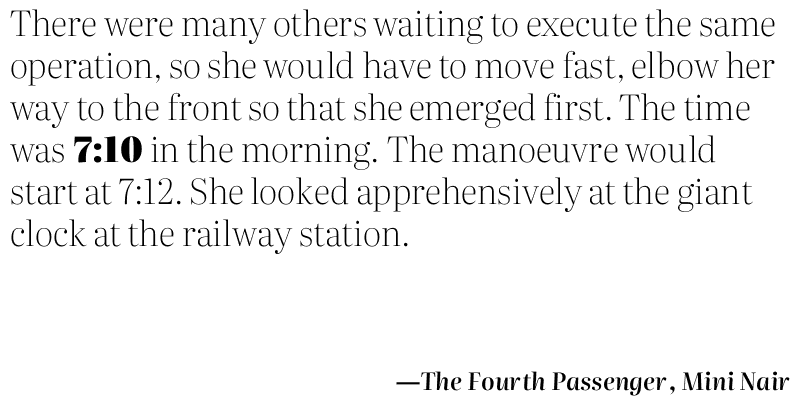 There were many others waiting to execute the same
operation, so she would have to move fast, elbow her
way to the front so that she emerged first. The time
was 7:10 in the morning. The manoeuvre would
start at 7:12. She looked apprehensively at the giant
clock at the railway station.
—The Fourth Passenger, Mini Nair